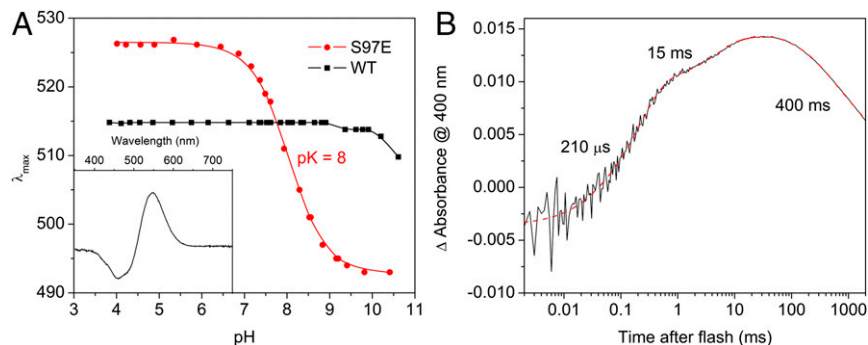 A
530
520
510
500
490
λmax
S97E
WT
Wavelength (nm)
400 500 600 700
pK = 8
3 4 5 6 7 8 9 10 11
pH
B
0.015
0.010
0.005
0.000
-0.005
-0.010
Δ Absorbance @ 400 nm
210 µs
15 ms
400 ms
0.01 0.1 1 10 100 1000
Time after flash (ms)